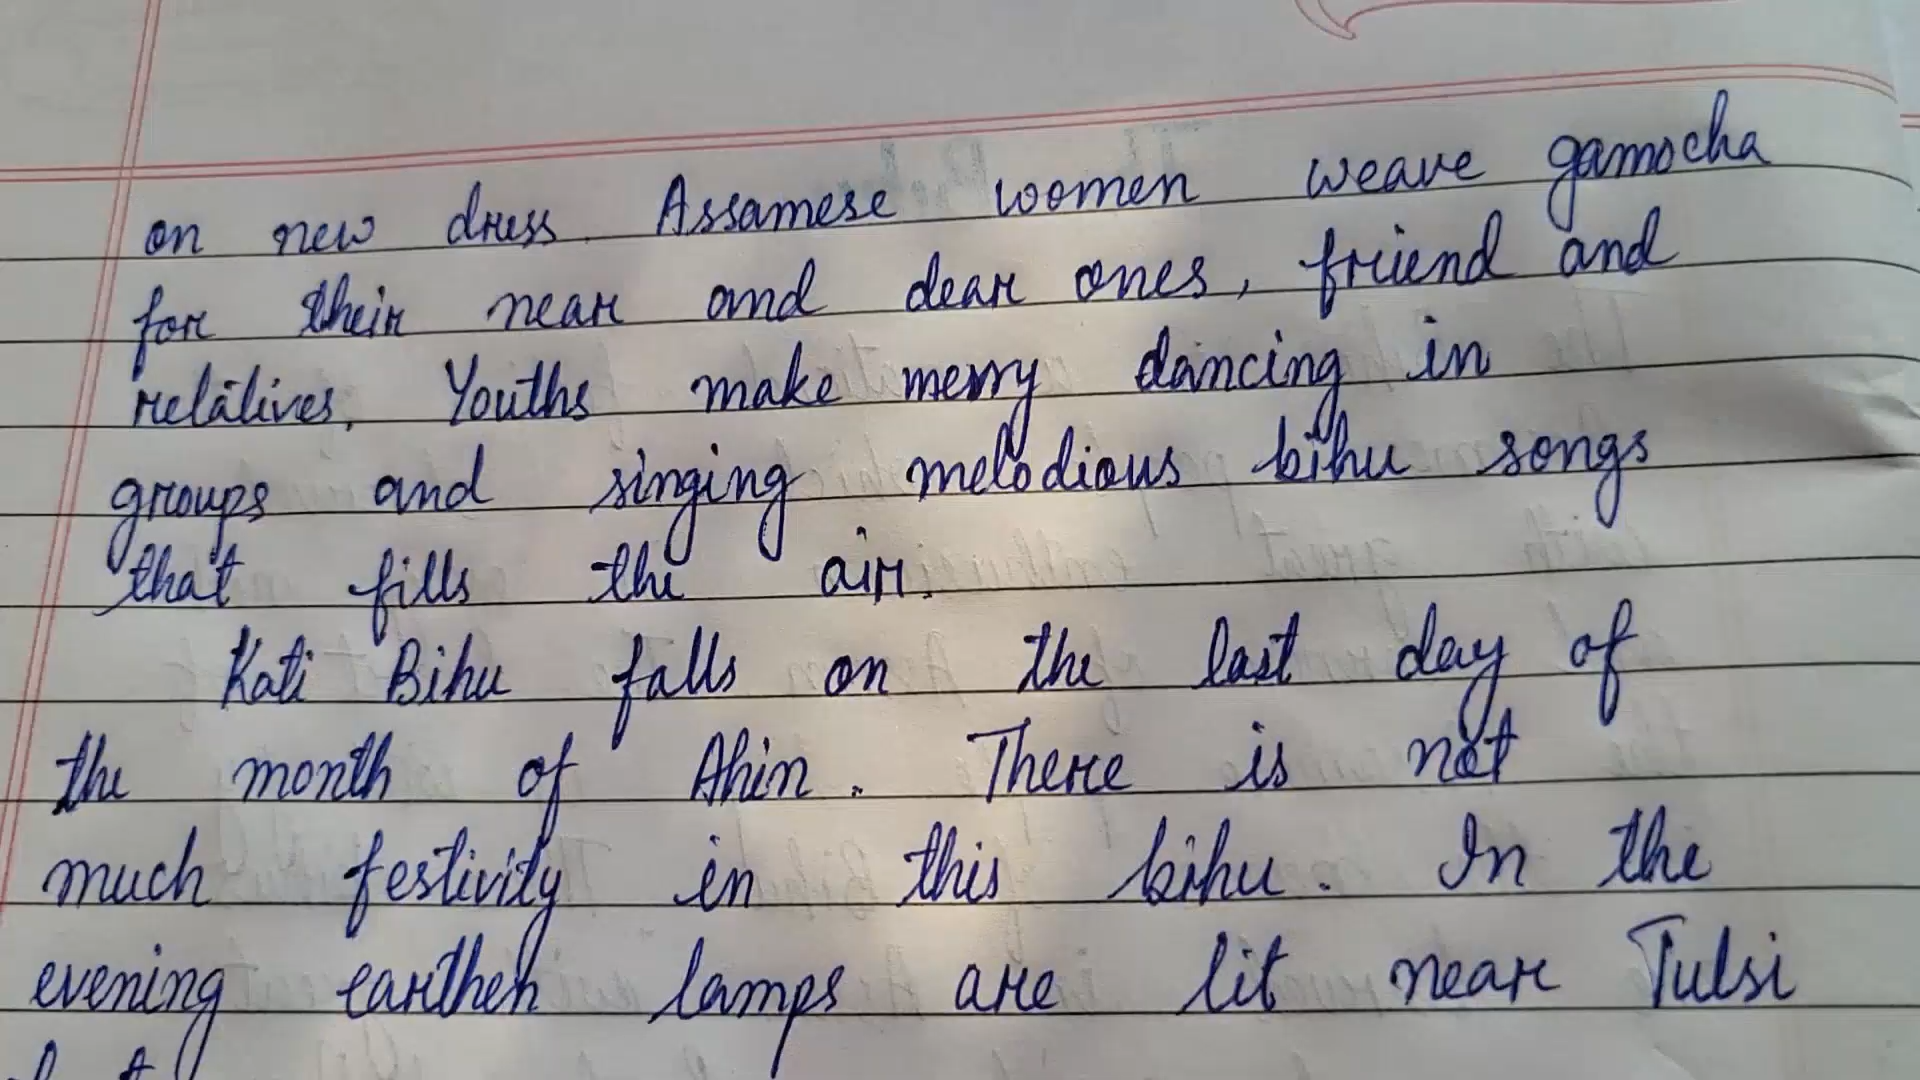 on new dress. Assamese women weave gamocha
for their near and dear ones, friend and
relatives. Youths make merry dancing in
groups and singing melodious bihu songs
that fills the air.
Kati Bihu falls on the last day of
the month of Ahin. There is not
much festivity in this bihu. In the
evening earthen lamps are lit near Tulsi